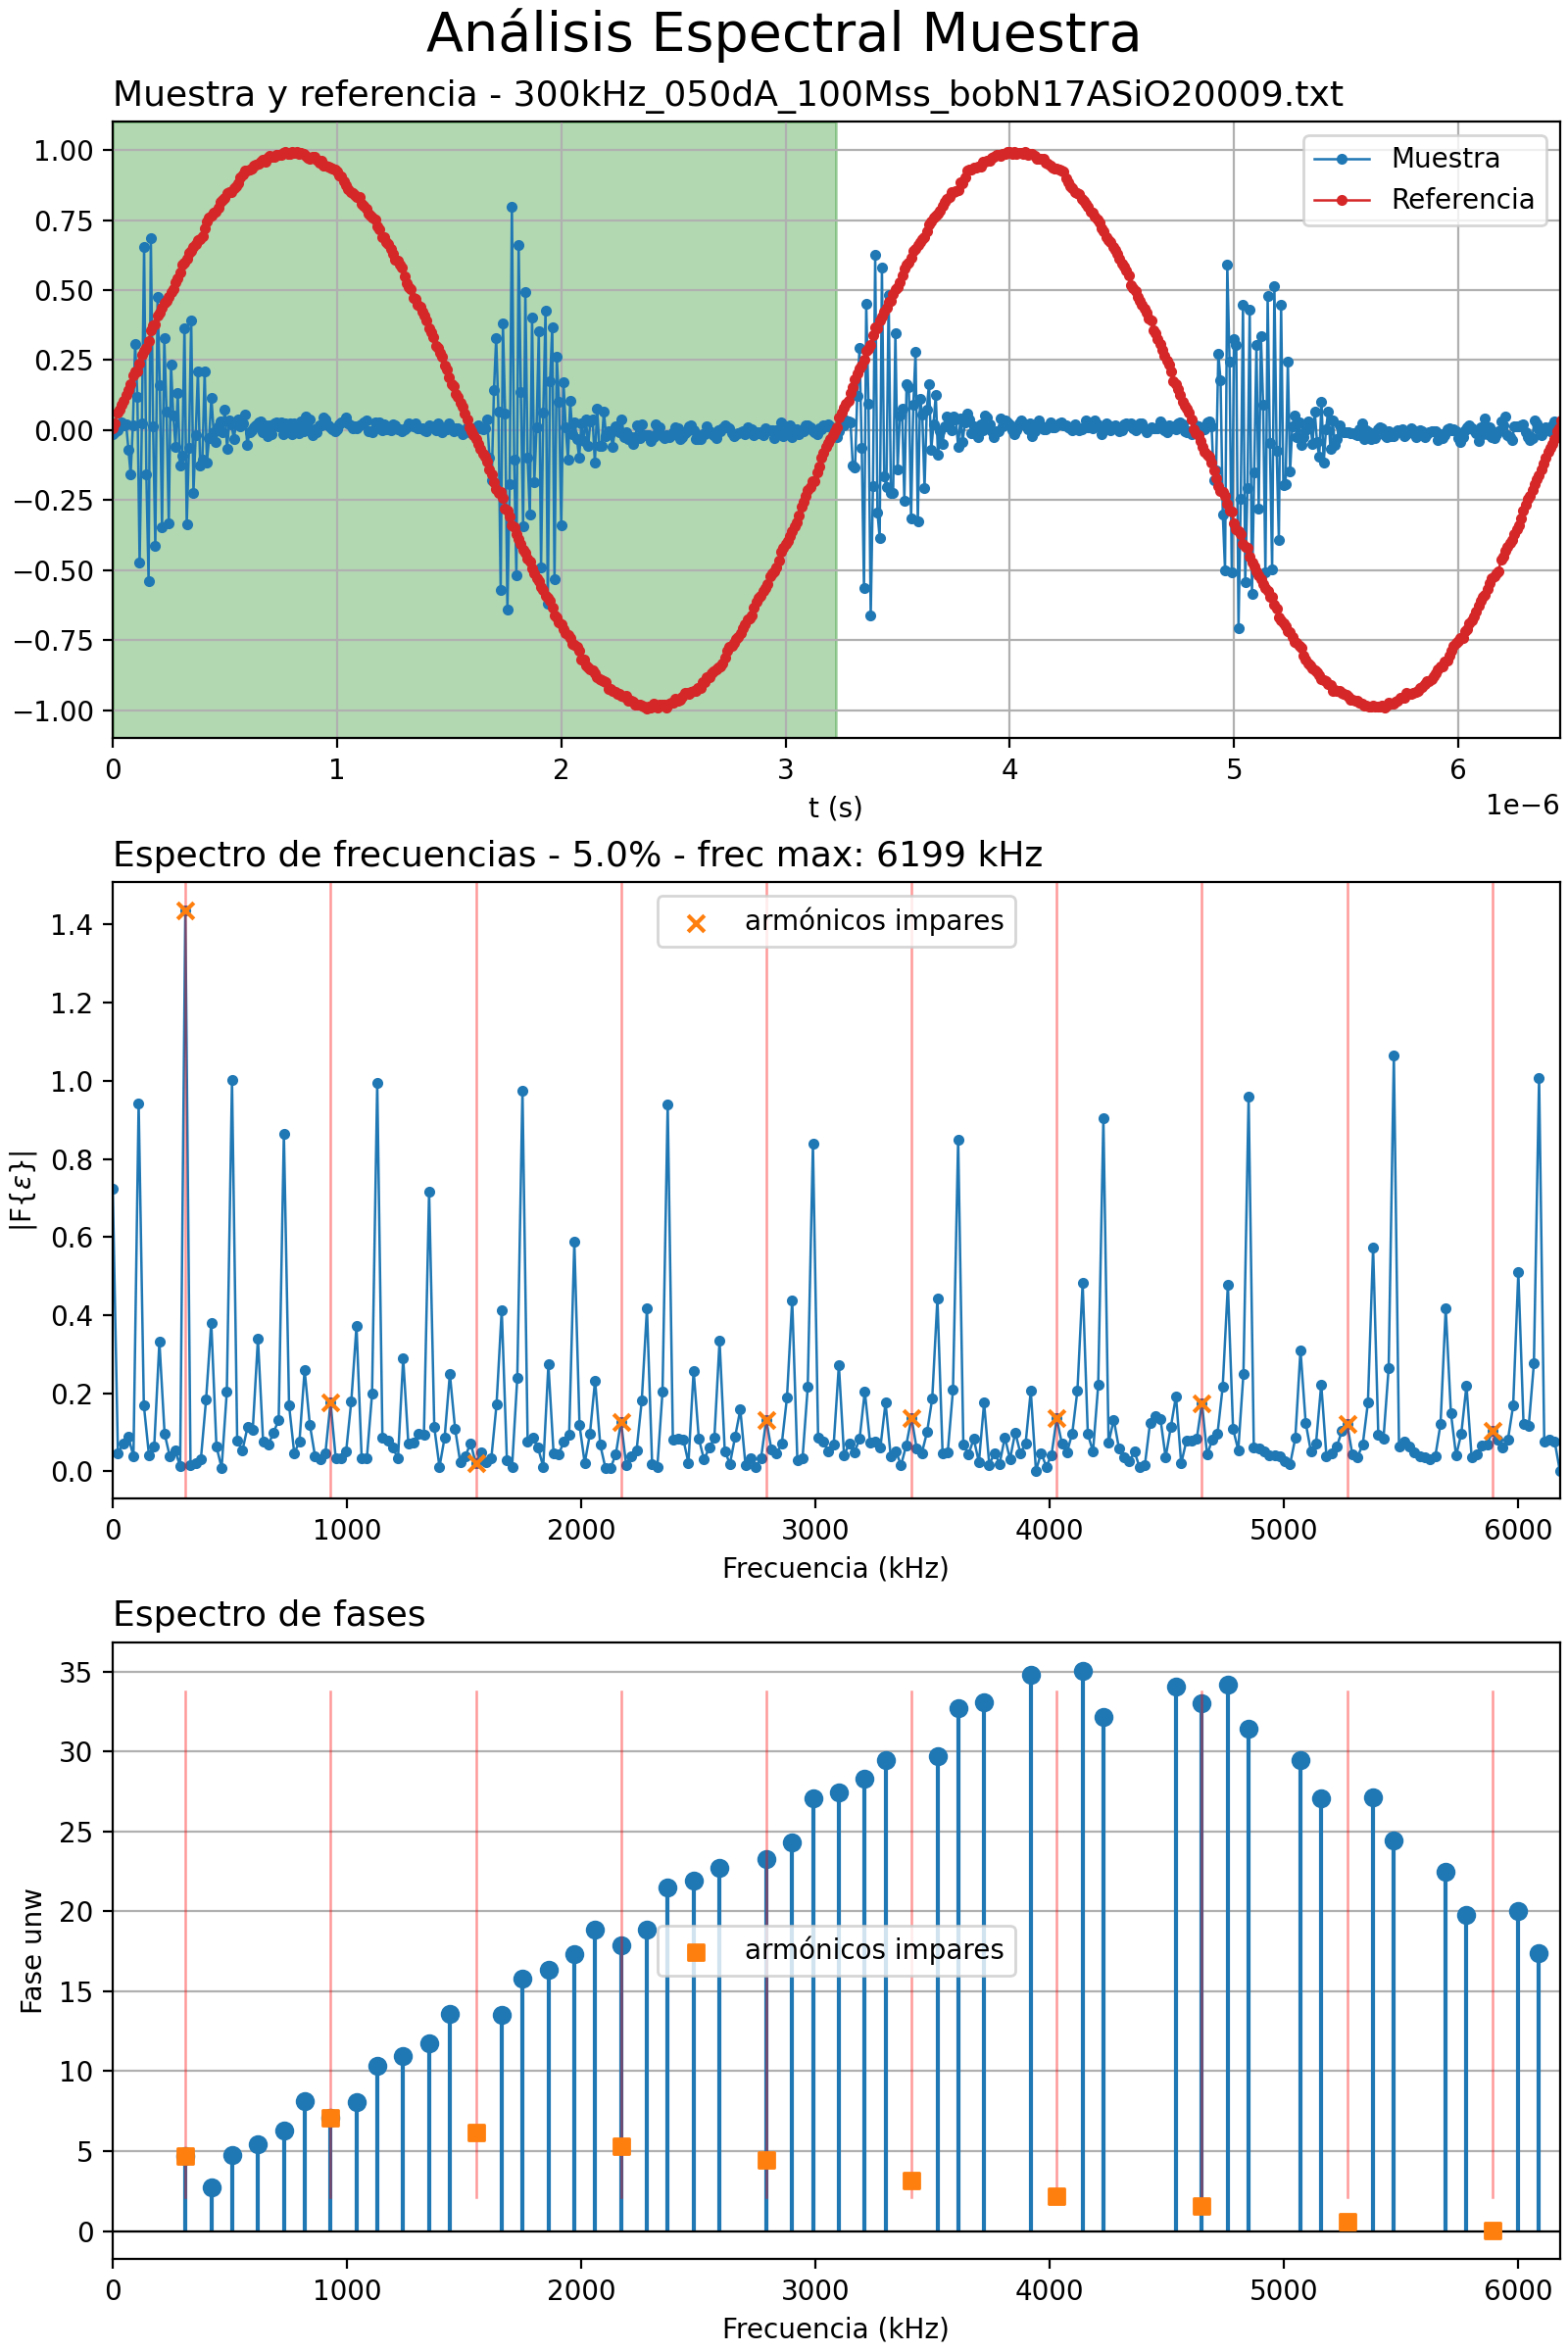 Análisis Espectral Muestra
Muestra y referencia - 300kHz_050dA_100Mss_bobN17ASiO20009.txt
1.00
0.75
0.50
0.25
0.00
−0.25
−0.50
−0.75
−1.00
Muestra
Referencia
0 1 2 3 4 5 6
1e−6
t (s)
Espectro de frecuencias - 5.0% - frec max: 6199 kHz
armónicos impares
1.4
1.2
1.0
0.8
0.6
0.4
0.2
0.0
|F{ε}|
0 1000 2000 3000 4000 5000 6000
Frecuencia (kHz)
Espectro de fases
35
30
25
20
15
10
5
0
Fase unw
armónicos impares
0 1000 2000 3000 4000 5000 6000
Frecuencia (kHz)